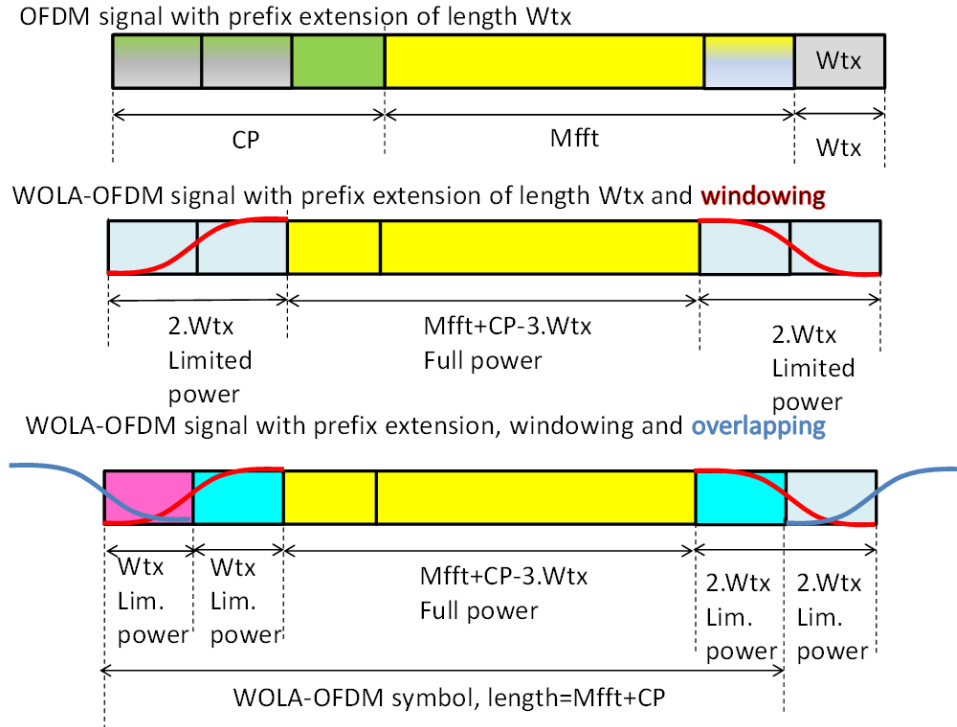 OFDM signal with prefix extension of length Wtx
Wtx
CP
Mfft
Wtx
WOLA-OFDM signal with prefix extension of length Wtx and windowing
2.Wtx
Limited
power
Mfft+CP-3.Wtx
Full power
2.Wtx
Limited
power
WOLA-OFDM signal with prefix extension, windowing and overlapping
Wtx
Lim.
power
Wtx
Lim.
power
Mfft+CP-3.Wtx
Full power
2.Wtx
Lim.
power
2.Wtx
Lim.
power
WOLA-OFDM symbol, length=Mfft+CP